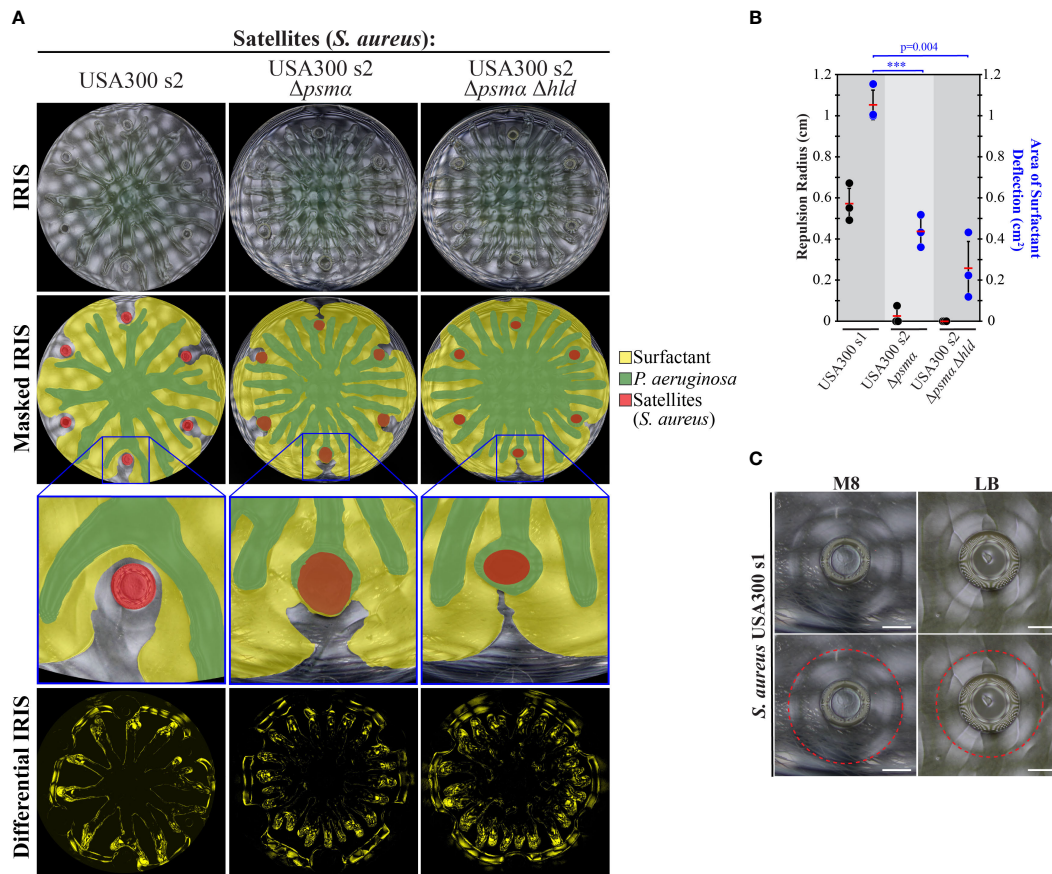 A
Satellites (S. aureus):
USA300 s2
USA300 s2
Δpsmα
USA300 s2
Δpsmα Δhld
IRIS
Masked IRIS
Differential IRIS
Surfactant
P. aeruginosa
Satellites
(S. aureus)
B
p=0.004
***
1.2
1
0.8
0.6
0.4
0.2
0
Repulsion Radius (cm)
1.2
1
0.8
0.6
0.4
0.2
0
Area of Surfactant
Deflection (cm²)
USA300 s1
USA300 s2
Δpsmα
USA300 s2
Δpsmα Δhld
C
M8
LB
S. aureus USA300 s1